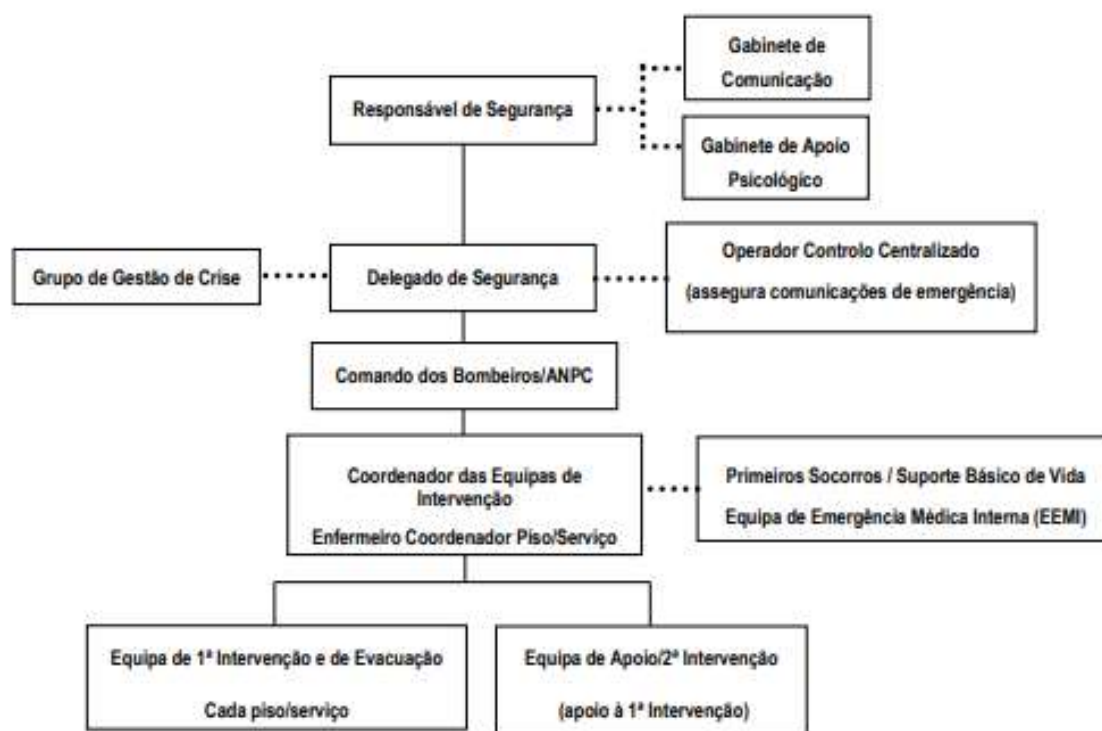 Gabinete de
Comunicação
Responsável de Segurança
Gabinete de Apoio
Psicológico
Grupo de Gestão de Crise
Delegado de Segurança
Operador Controlo Centralizado
(assegura comunicações de emergência)
Comando dos Bombeiros/ANPC
Coordenador das Equipas de
Intervenção
Enfermeiro Coordenador Piso/Serviço
Primeiros Socorros / Suporte Básico de Vida
Equipa de Emergência Médica Interna (EEMI)
Equipa de 1ª Intervenção e de Evacuação
Cada piso/serviço
Equipa de Apoio/2ª Intervenção
(apoio à 1ª Intervenção)